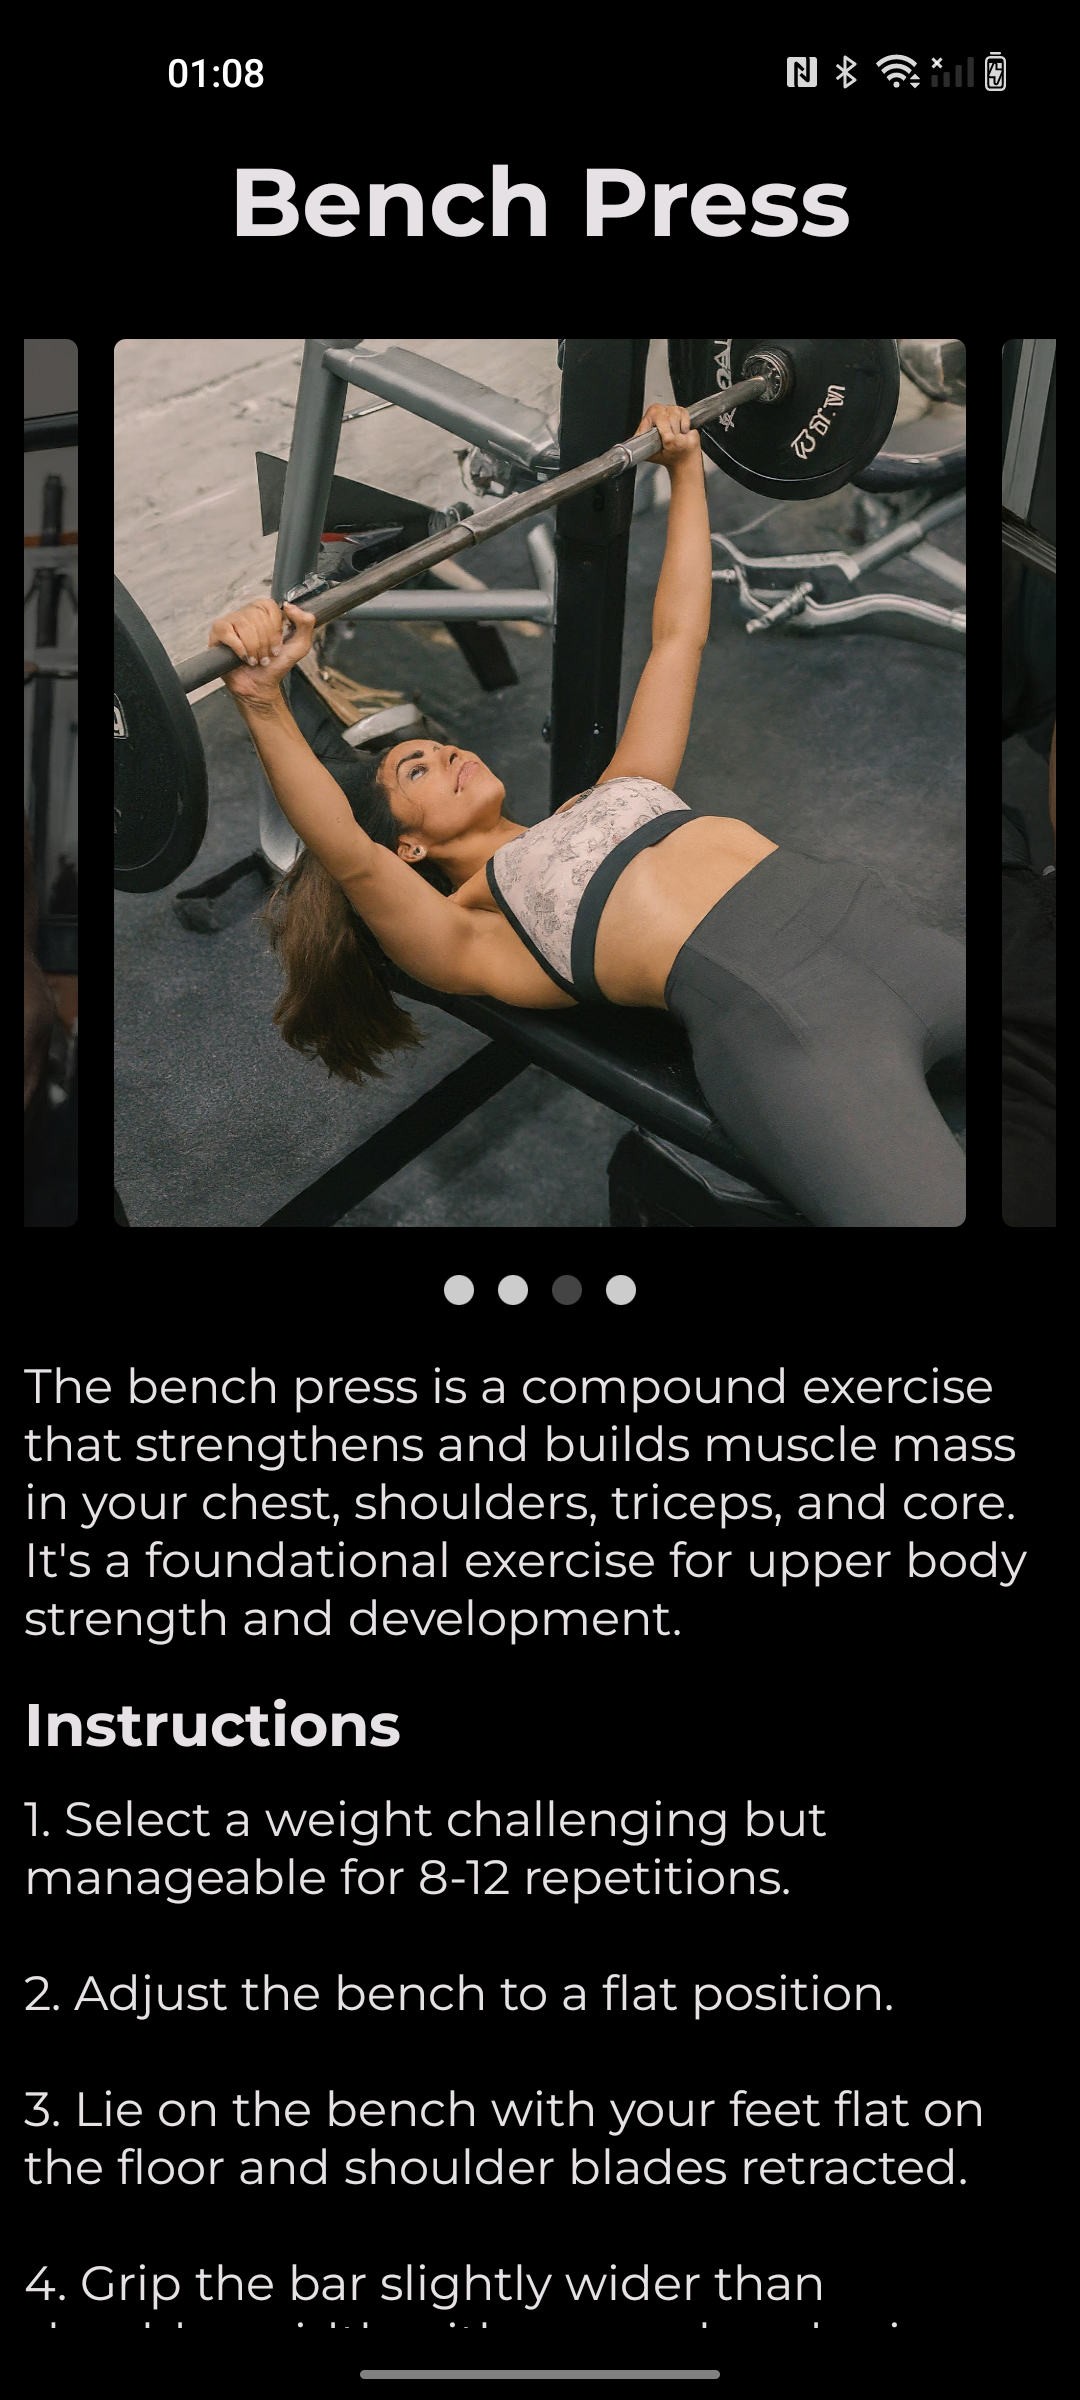 01:08
Bench Press
The bench press is a compound exercise
that strengthens and builds muscle mass
in your chest, shoulders, triceps, and core.
It's a foundational exercise for upper body
strength and development.
Instructions
1. Select a weight challenging but
manageable for 8-12 repetitions.
2. Adjust the bench to a flat position.
3. Lie on the bench with your feet flat on
the floor and shoulder blades retracted.
4. Grip the bar slightly wider than